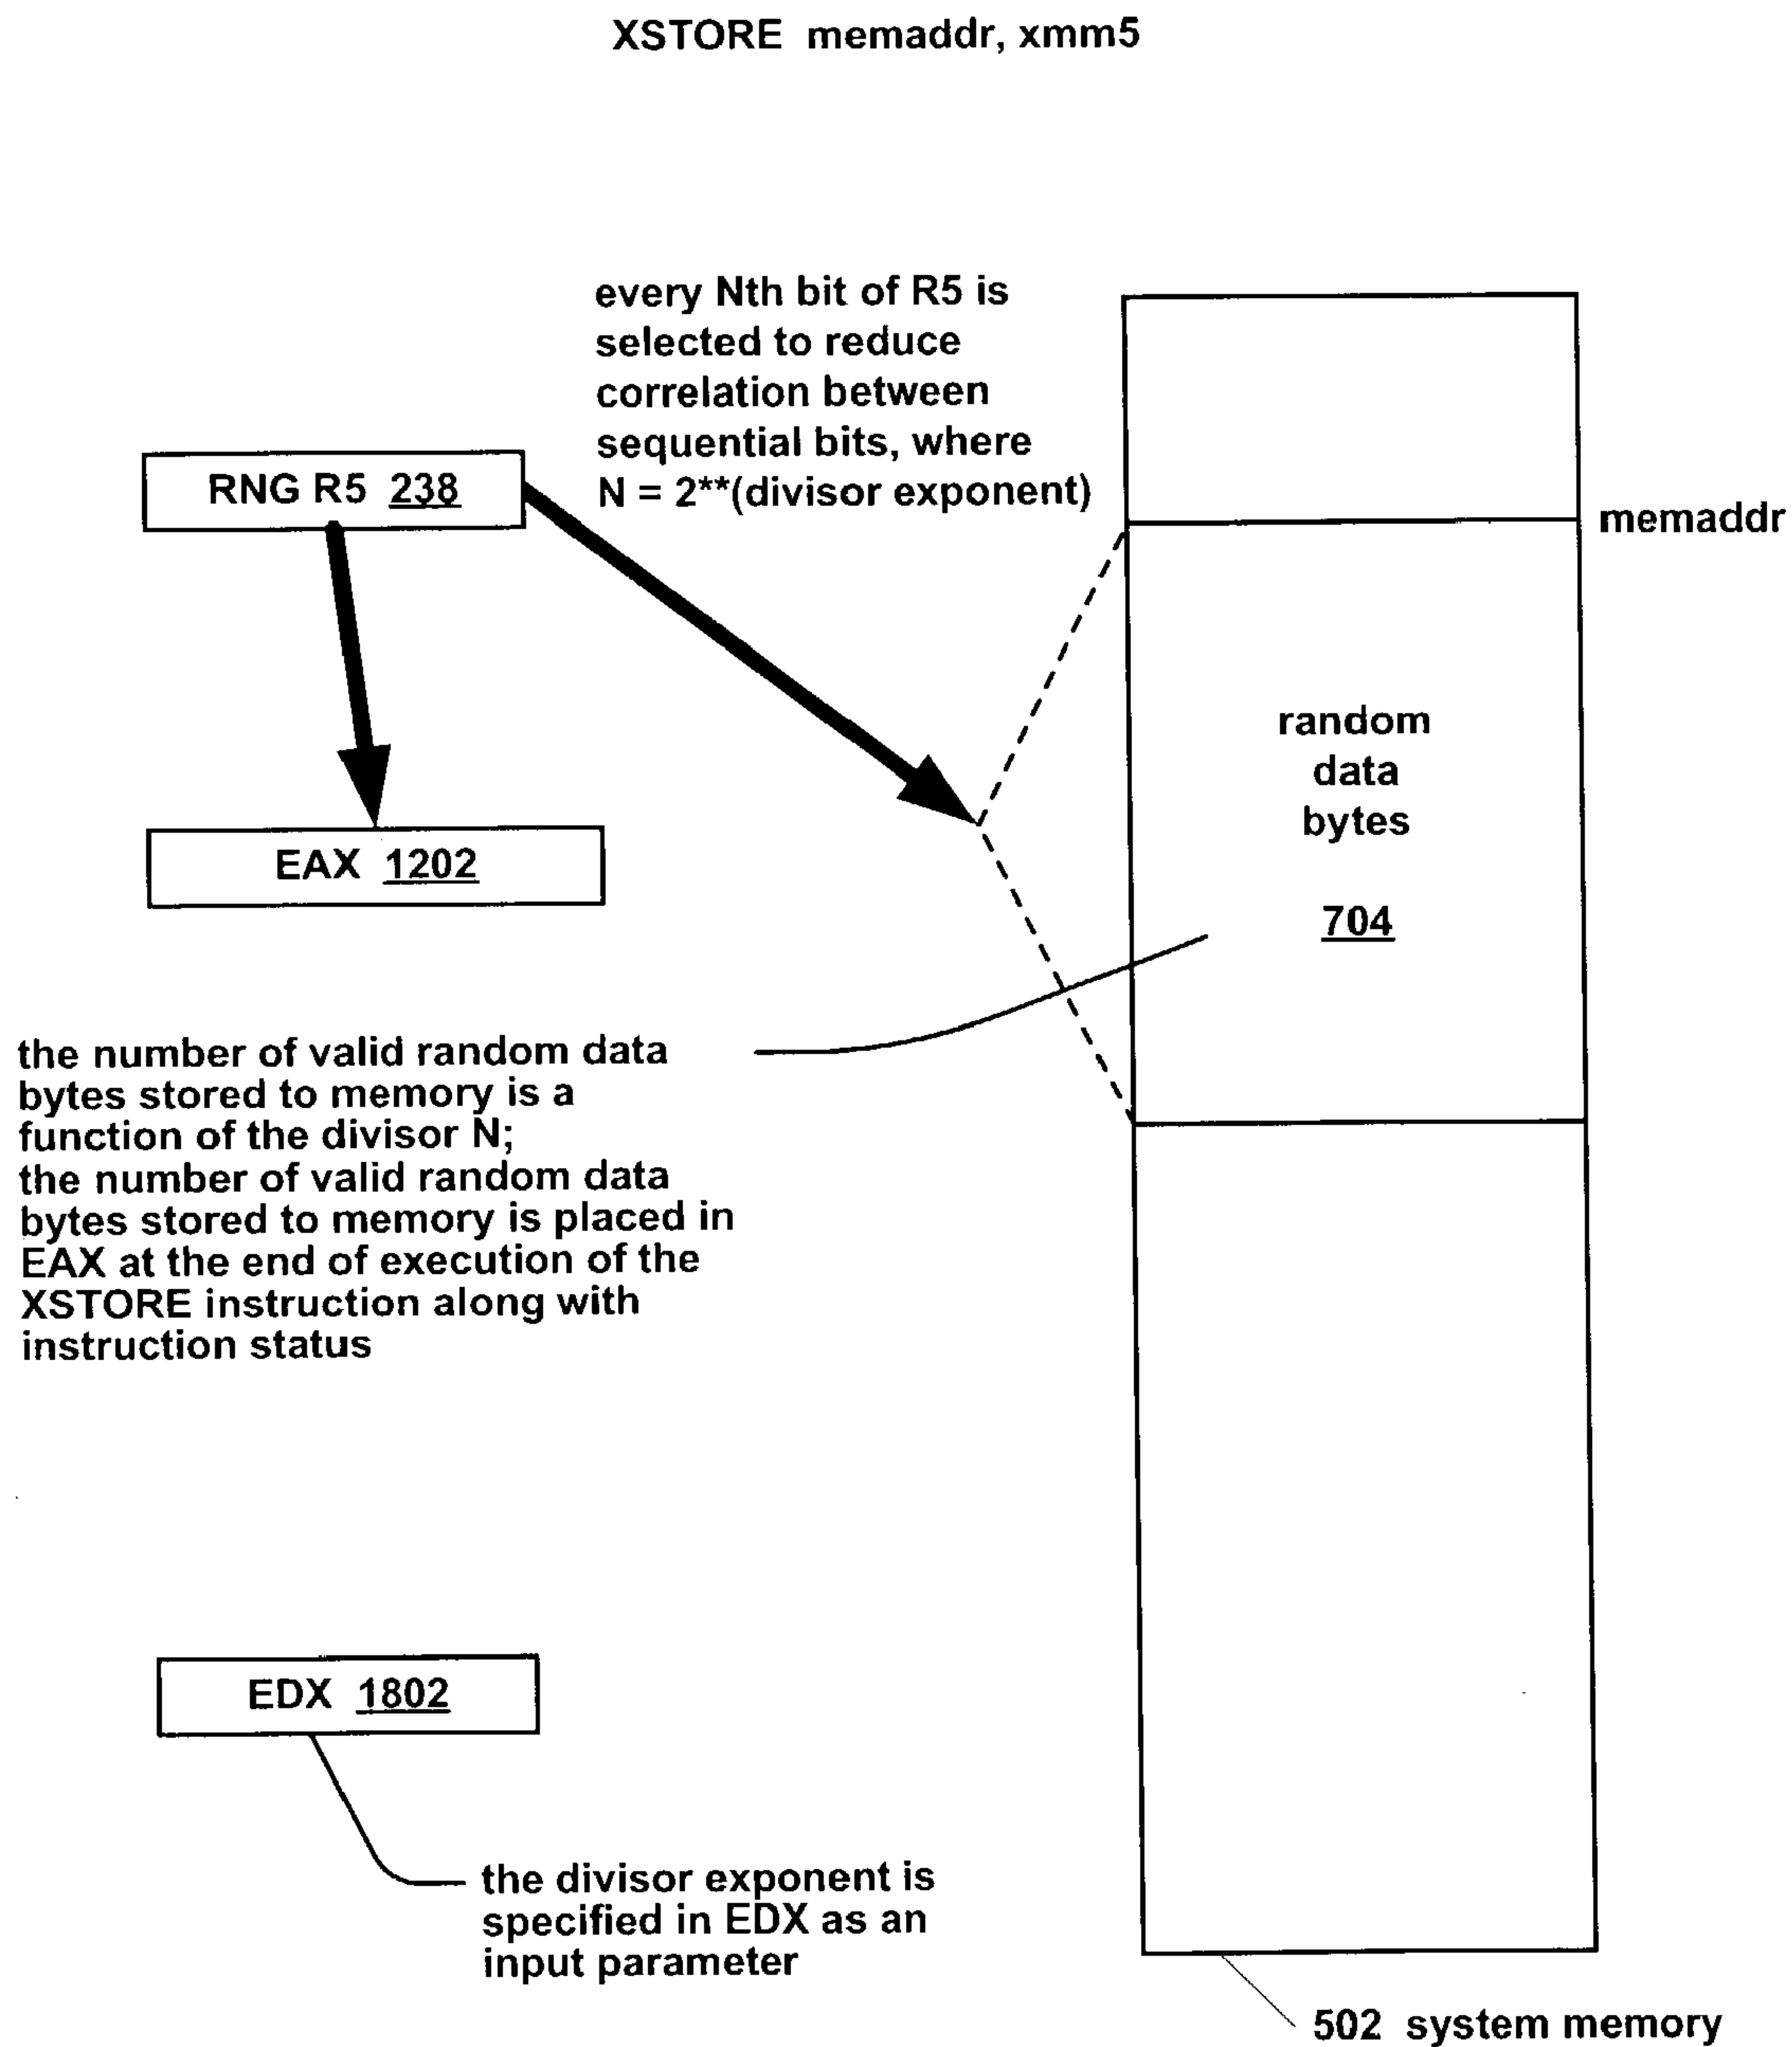 XSTORE memaddr, xmm5
every Nth bit of R5 is
selected to reduce
correlation between
sequential bits, where
N = 2**(divisor exponent)
RNG R5 238
memaddr
random
data
bytes
704
EAX 1202
the number of valid random data
bytes stored to memory is a
function of the divisor N;
the number of valid random data
bytes stored to memory is placed in
EAX at the end of execution of the
XSTORE instruction along with
instruction status
EDX 1802
the divisor exponent is
specified in EDX as an
input parameter
502 system memory